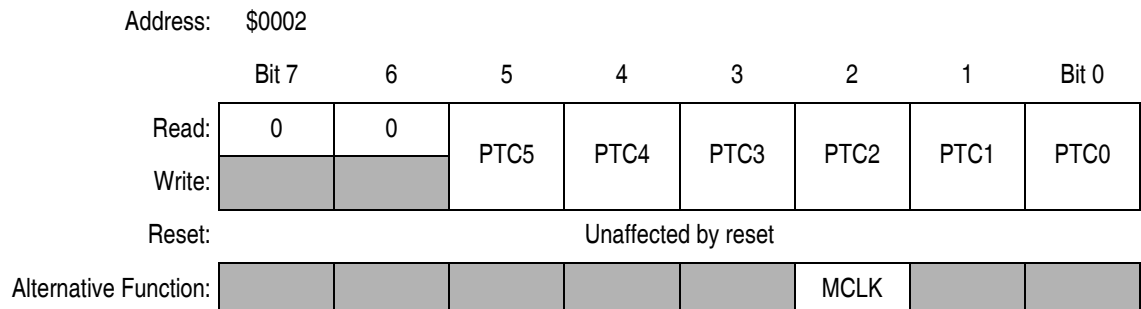 Address: $0002
Bit 7 6 5 4 3 2 1 Bit 0
Read: 0 0
PTC5 PTC4 PTC3 PTC2 PTC1 PTC0
Write:
Reset: Unaffected by reset
Alternative Function: MCLK